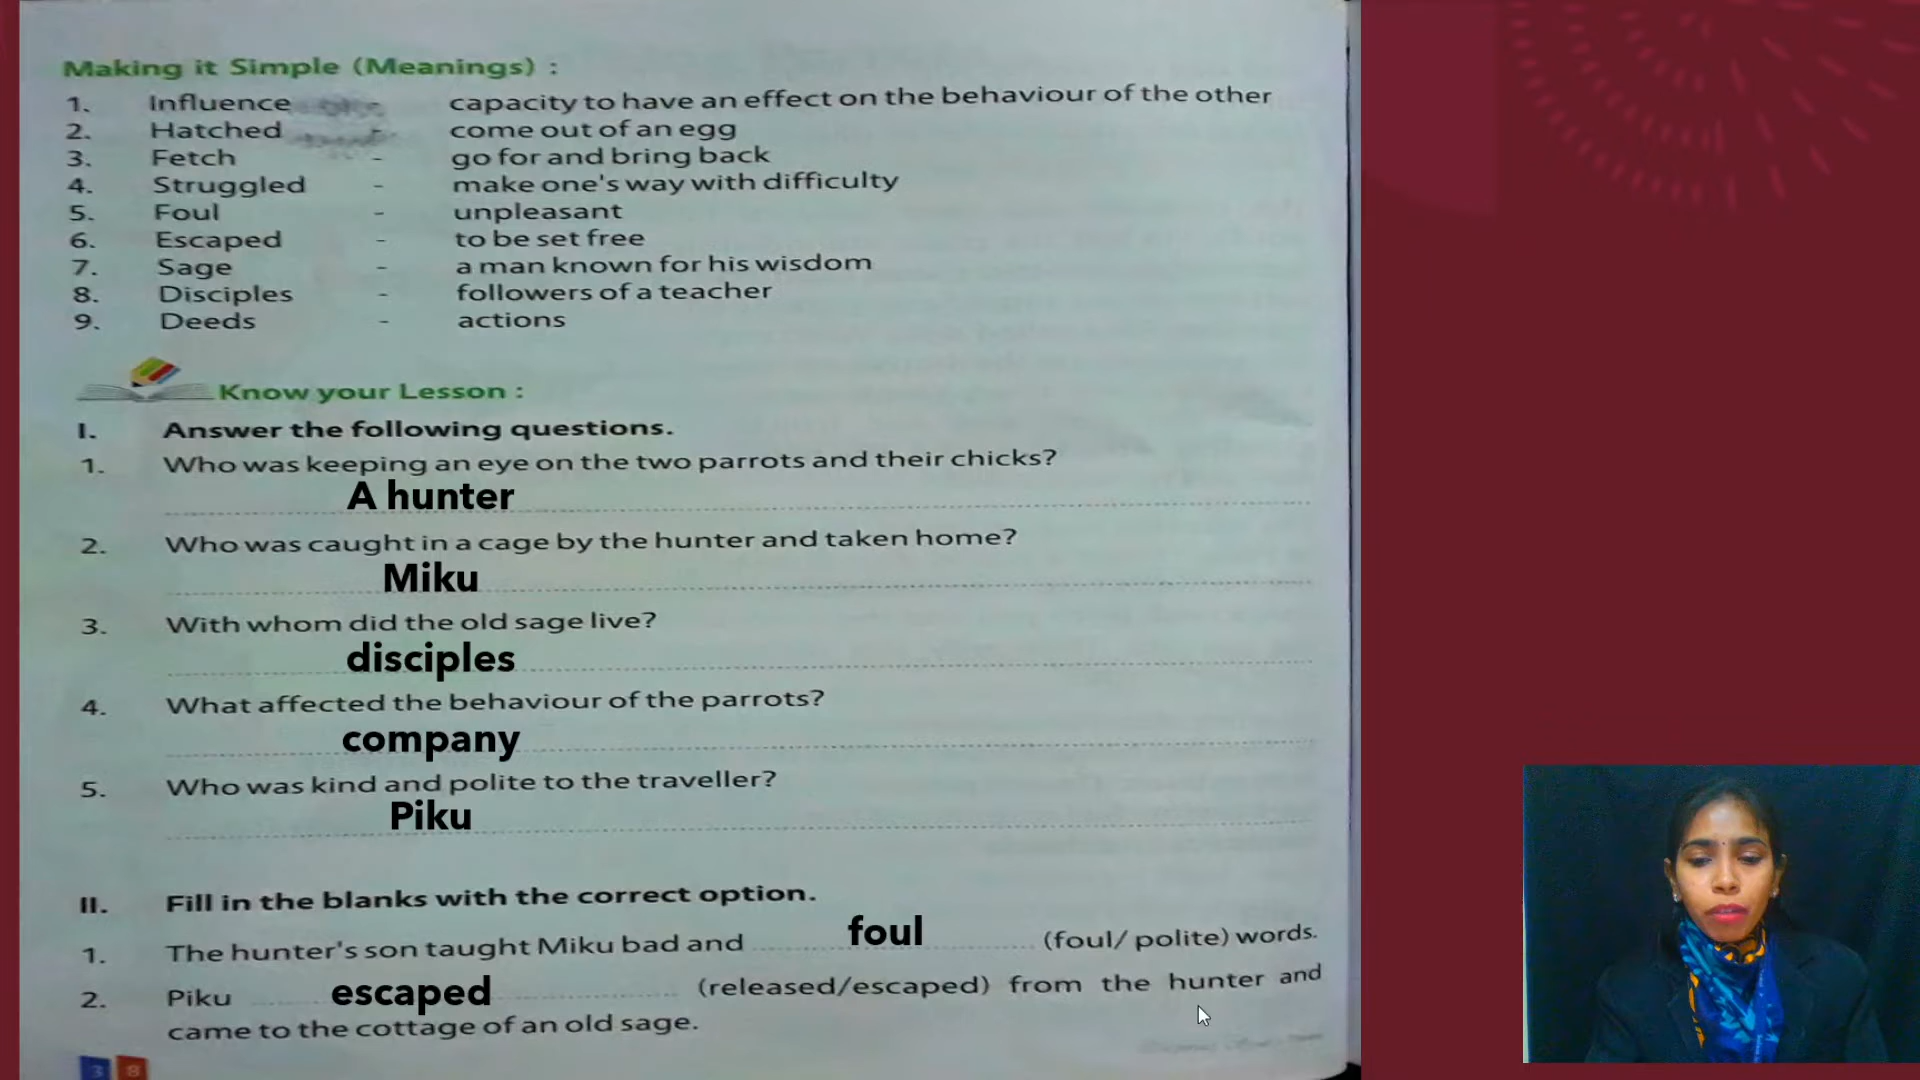 Making it Simple (Meanings) :
1. Influence - capacity to have an effect on the behaviour of the other
2. Hatched - come out of an egg
3. Fetch - go for and bring back
4. Struggled - make one's way with difficulty
5. Foul - unpleasant
6. Escaped - to be set free
7. Sage - a man known for his wisdom
8. Disciples - followers of a teacher
9. Deeds - actions
Know your Lesson :
I. Answer the following questions.
1. Who was keeping an eye on the two parrots and their chicks?
A hunter
2. Who was caught in a cage by the hunter and taken home?
Miku
3. With whom did the old sage live?
disciples
4. What affected the behaviour of the parrots?
company
5. Who was kind and polite to the traveller?
Piku
II. Fill in the blanks with the correct option.
1. The hunter's son taught Miku bad and foul (foul/ polite) words.
2. Piku escaped (released/escaped) from the hunter and
came to the cottage of an old sage.
38